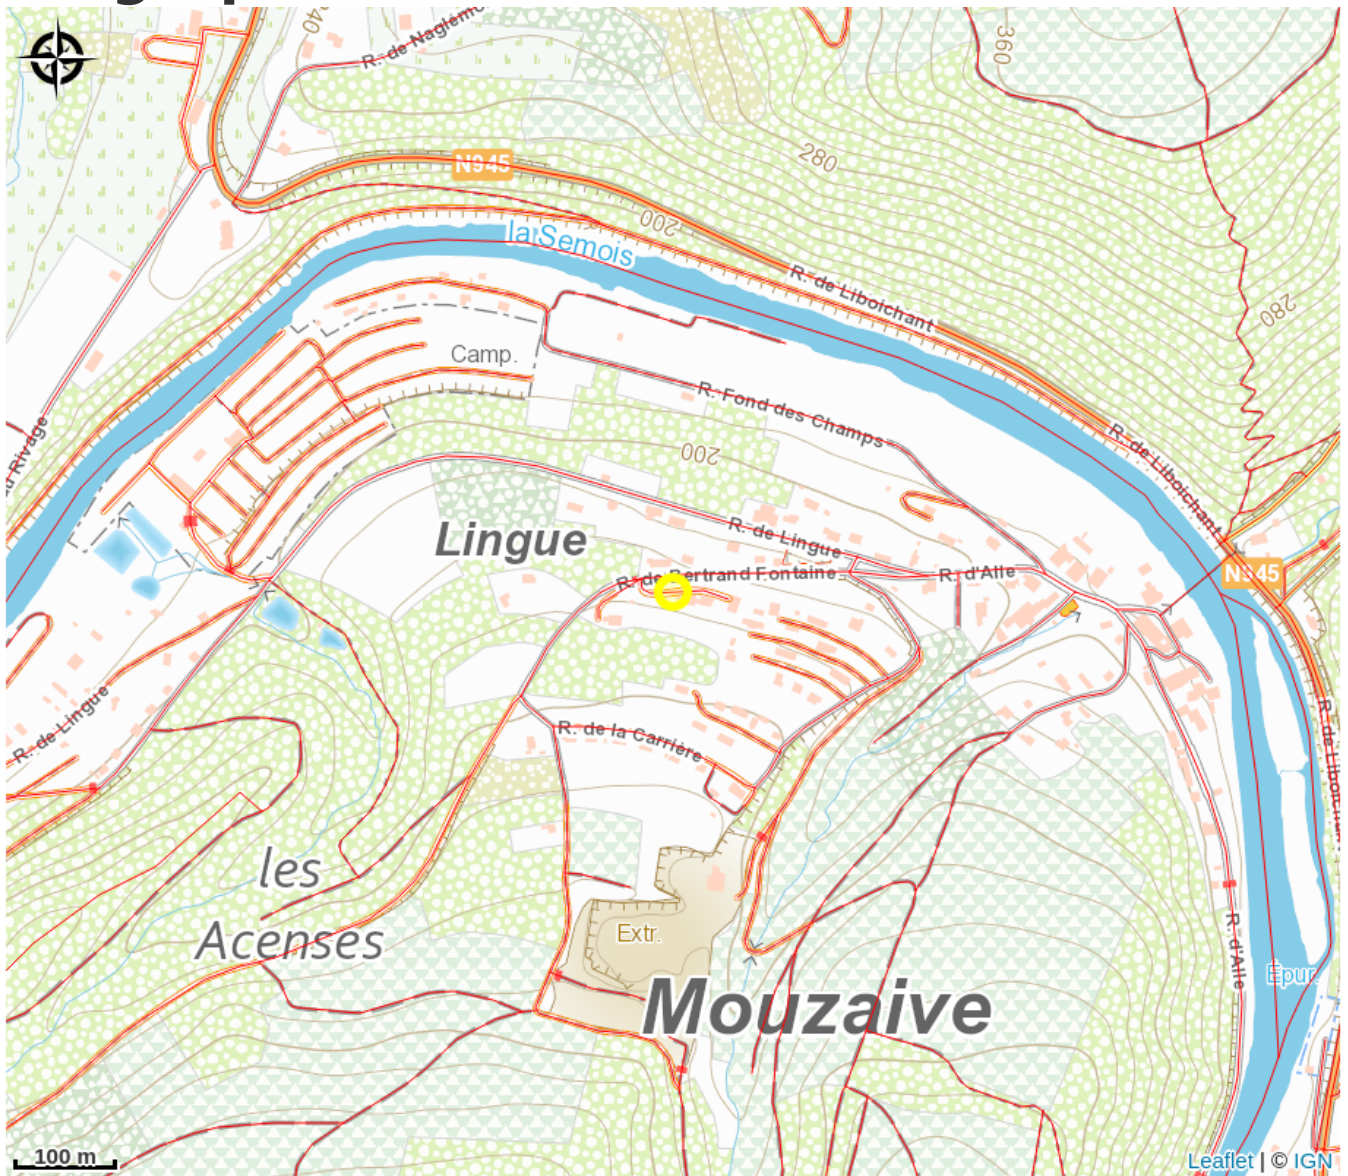 240
R. de Naglémo
360
N945
280
200
la Semois
R. de Liboichant
280
Camp.
R. Fond des Champs
R. de Liboichant
u Rivage
200
R. de Lingue
Lingue
R. de Bertrand Fontaine
R. d'Alle
N945
R. de Lingue
R. de Liboichant
R. de la Carrière
les
Acenses
Extr.
R. d'Alle
Épur.
Mouzaive
100 m
Leaflet | © IGN